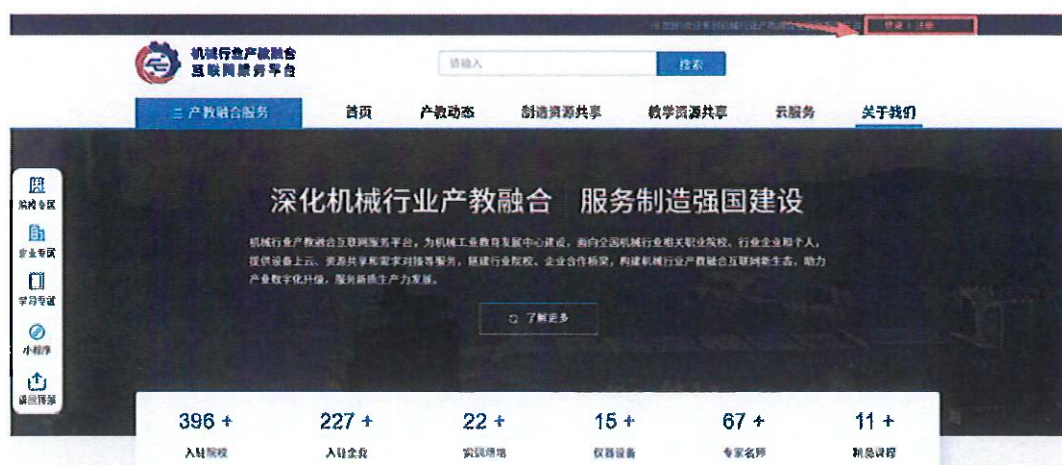 登录 | 注册
机械行业产教融合
互联网服务平台
请输入
搜索
产教融合服务
首页
产教动态
制造资源共享
教学资源共享
云服务
关于我们
院校专区
企业专区
学习专区
小程序
返回顶部
深化机械行业产教融合 服务制造强国建设
机械行业产教融合互联网服务平台，为机械工业教育发展中心建设，面向全国机械行业相关职业院校、行业企业和个人，
提供设备上云、资源共享和需求对接等服务，搭建行业院校、企业合作桥梁，构建机械行业产教融合互联网新生态，助力
产业数字化升级，服务新质生产力发展。
了解更多
396 +
227 +
22 +
15 +
67 +
11 +
入驻院校
入驻企业
实训场地
仪器设备
专家名师
精品课程